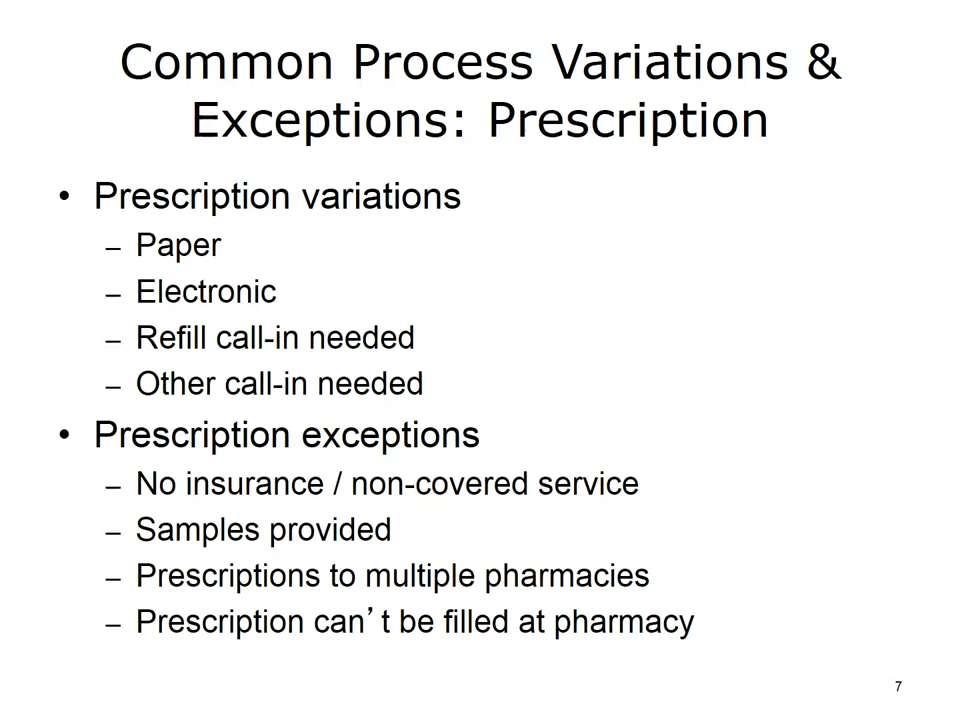 Common Process Variations &
Exceptions: Prescription
• Prescription variations
– Paper
– Electronic
– Refill call-in needed
– Other call-in needed
• Prescription exceptions
– No insurance / non-covered service
– Samples provided
– Prescriptions to multiple pharmacies
– Prescription can’t be filled at pharmacy
7